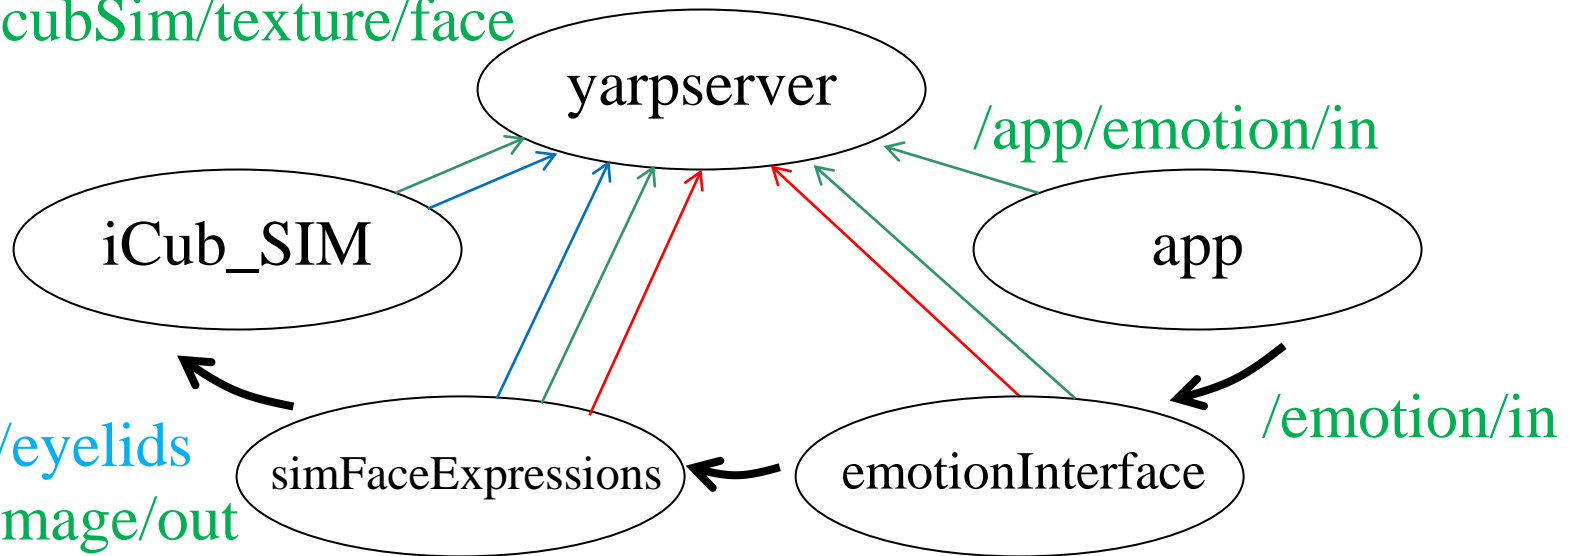 cubSim/texture/face
yarpserver
/app/emotion/in
iCub_SIM
app
/emotion/in
/eyelids
simFaceExpressions
emotionInterface
mage/out